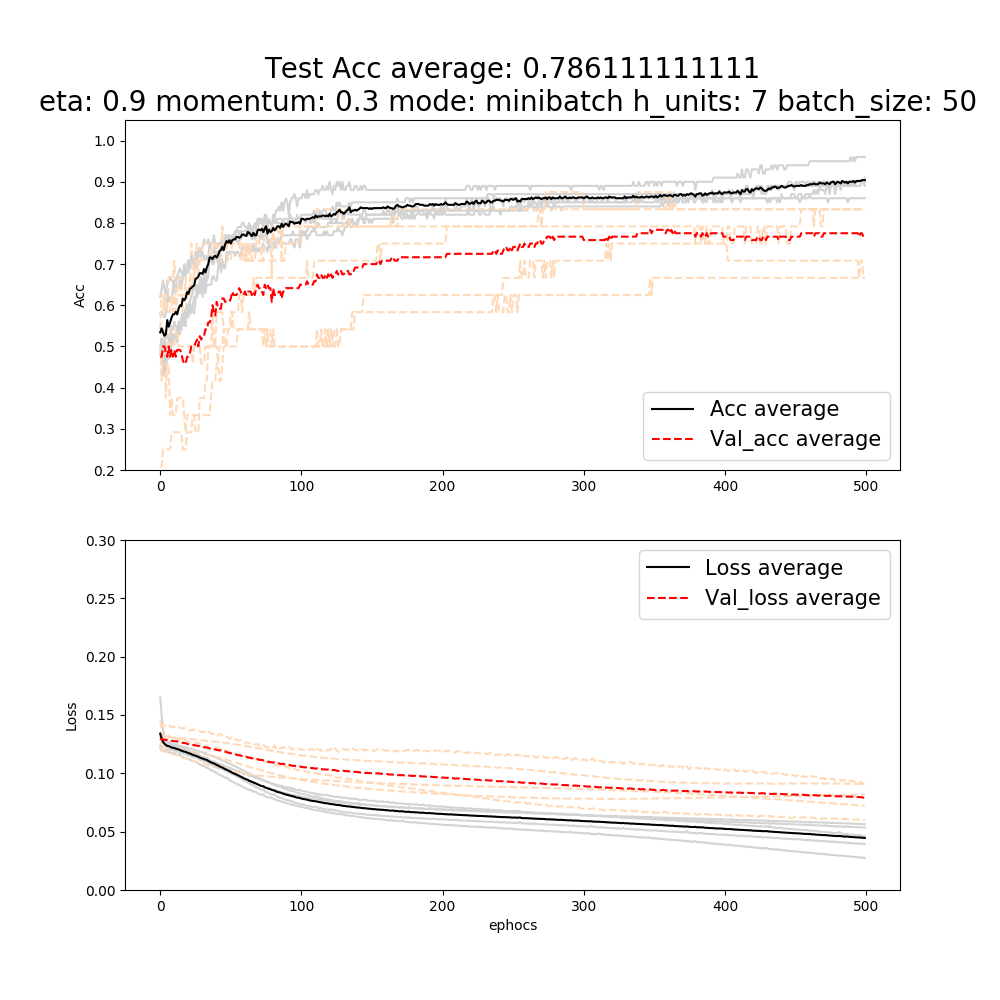 Test Acc average: 0.786111111111
eta: 0.9 momentum: 0.3 mode: minibatch h_units: 7 batch_size: 50
1.0
0.9
0.8
0.7
0.6
0.5
0.4
0.3
0.2
Acc
Acc average
Val_acc average
0 100 200 300 400 500
0.30
0.25
0.20
0.15
0.10
0.05
0.00
Loss
Loss average
Val_loss average
0 100 200 300 400 500
ephocs